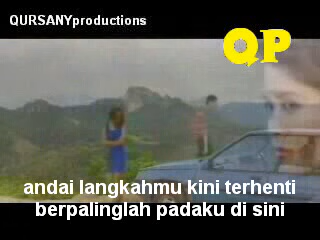 QURSANYproductions
QP
andai langkahmu kini terhenti
berpalinglah padaku di sini